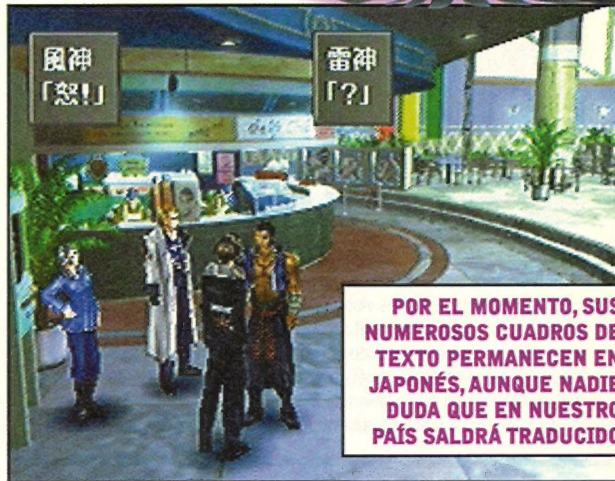 風神
「怒!」
雷神
「?」
POR EL MOMENTO, SUS
NUMEROSOS CUADROS DE
TEXTO PERMANECEN EN
JAPONÉS, AUNQUE NADIE
DUDA QUE EN NUESTRO
PAÍS SALDRÁ TRADUCIDO